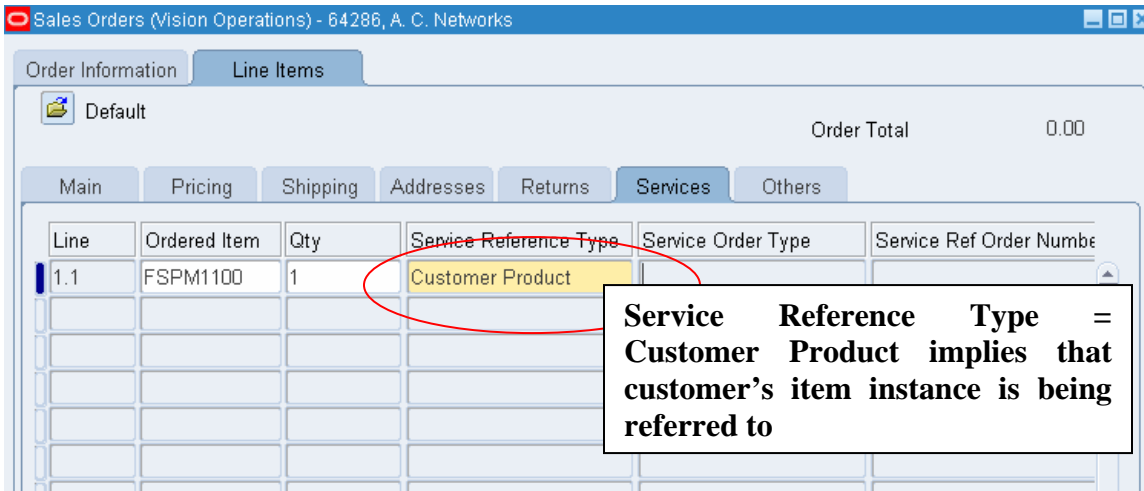 Sales Orders (Vision Operations) - 64286, A. C. Networks
Order Information Line Items
Default
Order Total 0.00
Main Pricing Shipping Addresses Returns Services Others
Line Ordered Item Qty Service Reference Type Service Order Type Service Ref Order Numbe
1.1 FSPM1100 1 Customer Product
Service Reference Type =
Customer Product implies that
customer's item instance is being
referred to